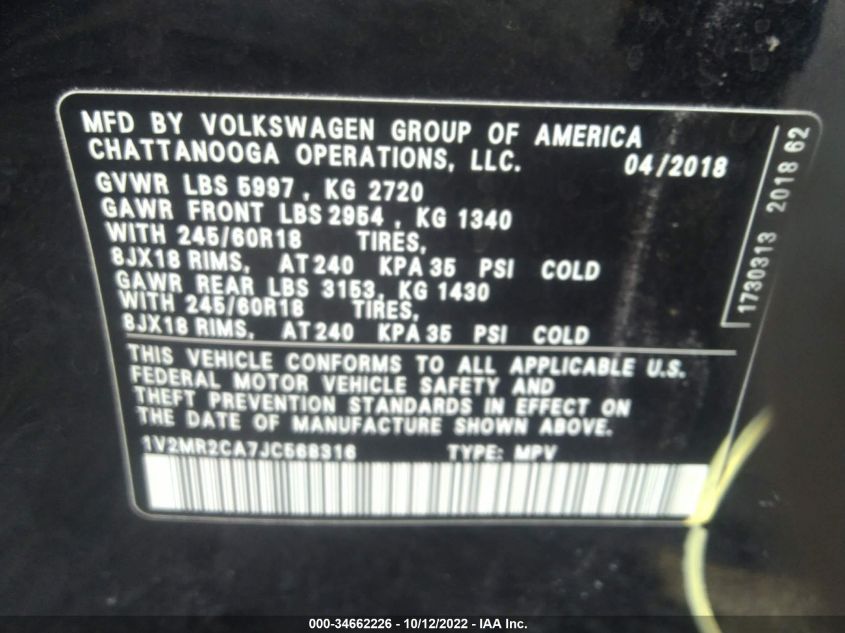 MFD BY VOLKSWAGEN GROUP OF AMERICA
CHATTANOOGA OPERATIONS, LLC. 04/2018
GVWR LBS 5997 , KG 2720
GAWR FRONT LBS 2954 , KG 1340
WITH 245/60R18 TIRES,
8JX18 RIMS, AT 240 KPA 35 PSI COLD
GAWR REAR LBS 3153, KG 1430
WITH 245/60R18 TIRES,
8JX18 RIMS, AT 240 KPA 35 PSI COLD
THIS VEHICLE CONFORMS TO ALL APPLICABLE U.S.
FEDERAL MOTOR VEHICLE SAFETY AND
THEFT PREVENTION STANDARDS IN EFFECT ON
THE DATE OF MANUFACTURE SHOWN ABOVE.
1V2MR2CA7JC568316 TYPE: MPV
1730313 2018 62
000-34662226 - 10/12/2022 - IAA Inc.